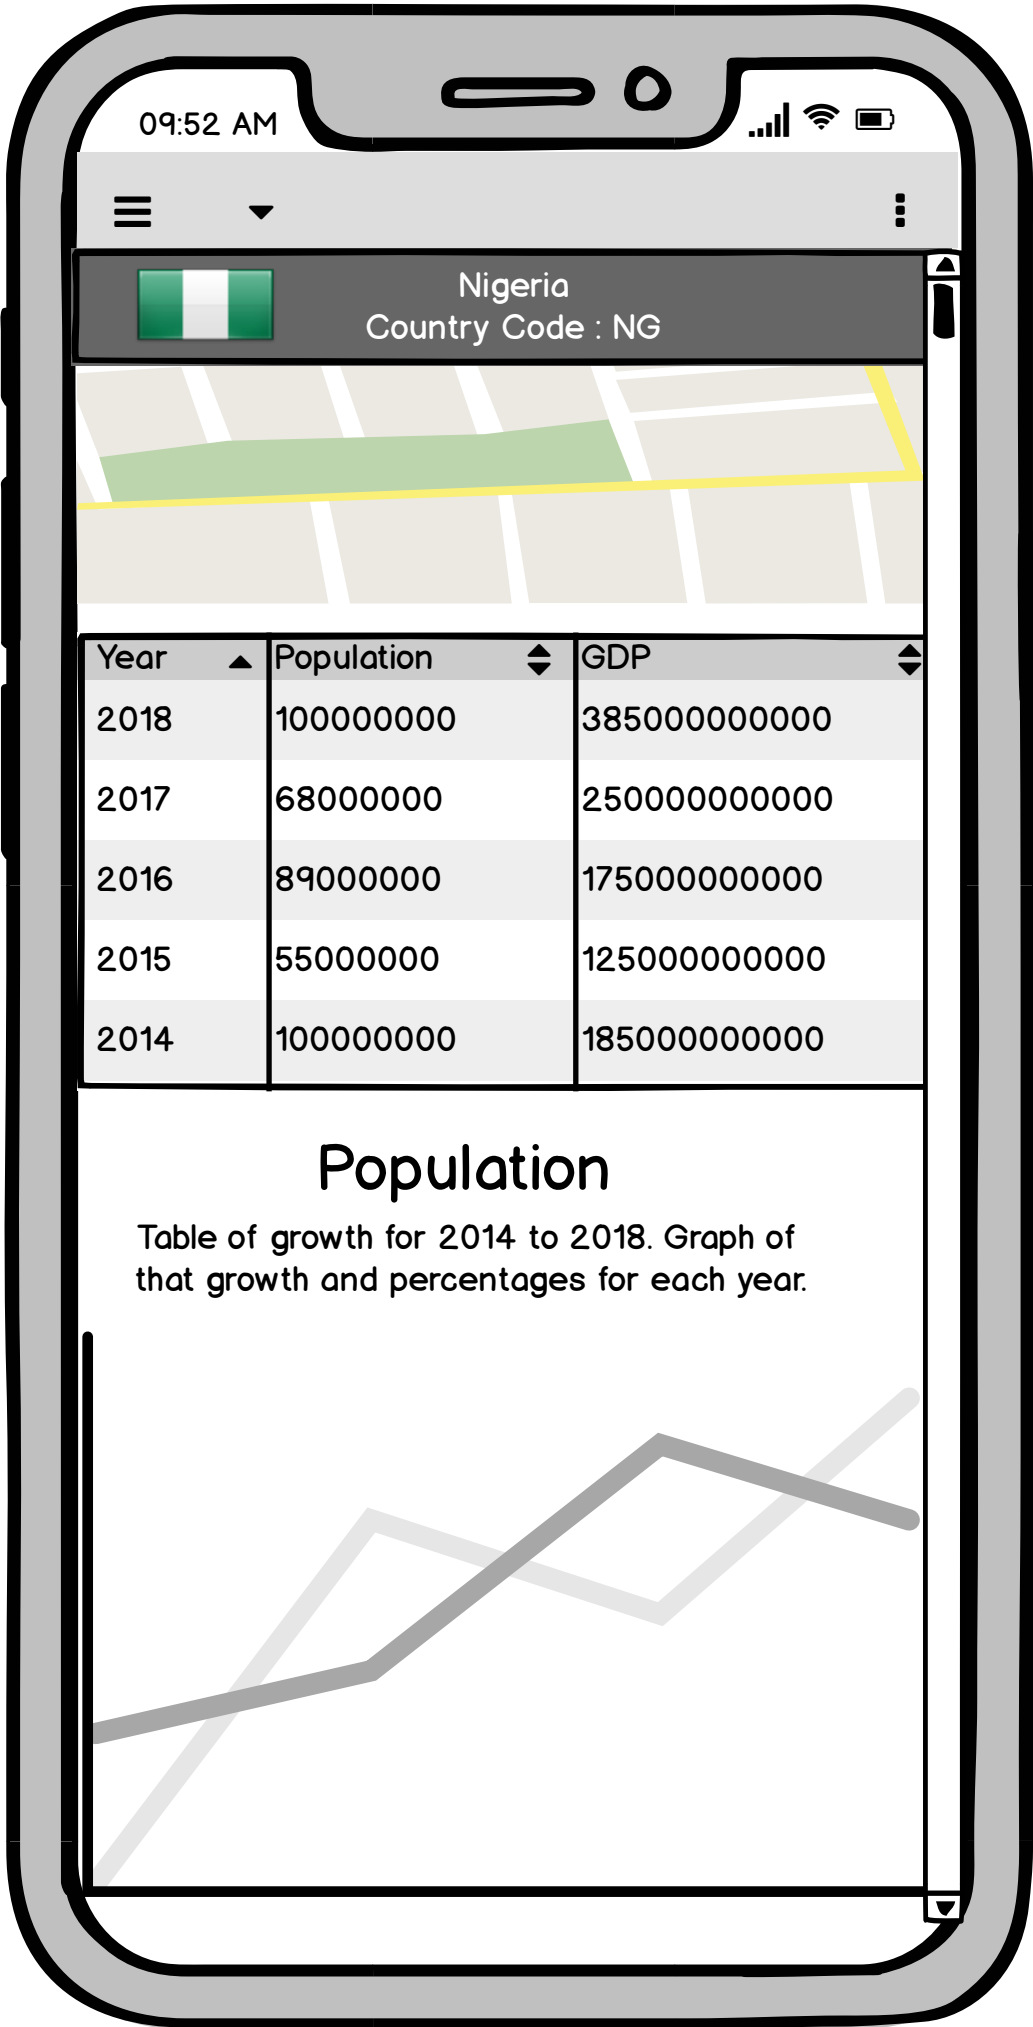 09:52 AM
Nigeria
Country Code : NG
Year Population GDP
2018 100000000 385000000000
2017 68000000 250000000000
2016 89000000 175000000000
2015 55000000 125000000000
2014 100000000 185000000000
Population
Table of growth for 2014 to 2018. Graph of
that growth and percentages for each year.